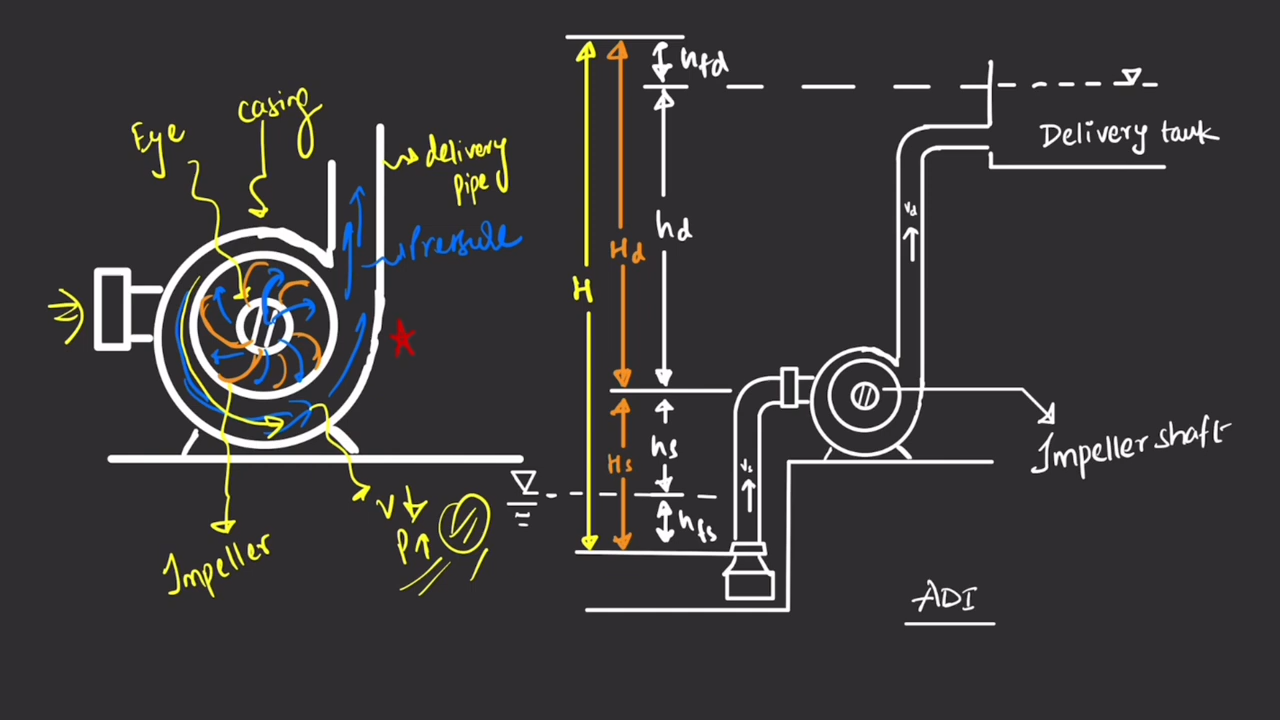 Eye
casing
delivery
pipe
Pressure
V↓
P↑
Impeller
H
Hd
Hs
hfd
hd
hs
hfs
Vs
Vd
Delivery tank
Impeller shaft
ADI